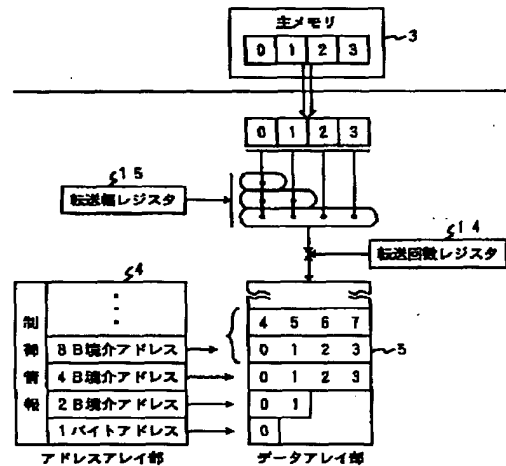 主メモリ
3
0 1 2 3
0 1 2 3
15
転送幅レジスタ
14
転送回数レジスタ
4
制御情報
8B境介アドレス
4B境介アドレス
2B境介アドレス
1バイトアドレス
アドレスアレイ部
4 5 6 7
0 1 2 3
5
0 1 2 3
0 1
0
データアレイ部